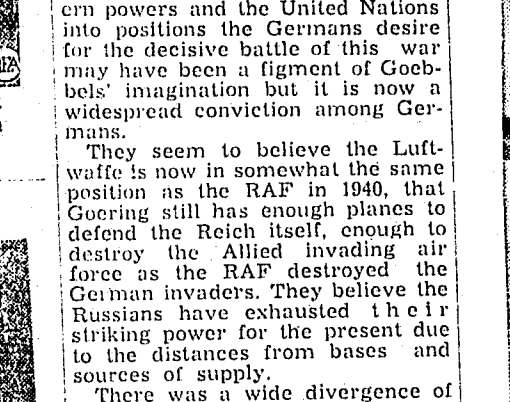 ern powers and the United Nations
into positions the Germans desire
for the decisive battle of this war
may have been a figment of Goeb-
bels' imagination but it is now a
widespread conviction among Ger-
mans.
They seem to believe the Luft-
waffe is now in somewhat the same
position as the RAF in 1940, that
Goering still has enough planes to
defend the Reich itself, enough to
destroy the Allied invading air
force as the RAF destroyed the
German invaders. They believe the
Russians have exhausted their
striking power for the present due
to the distances from bases and
sources of supply.
There was a wide divergence of